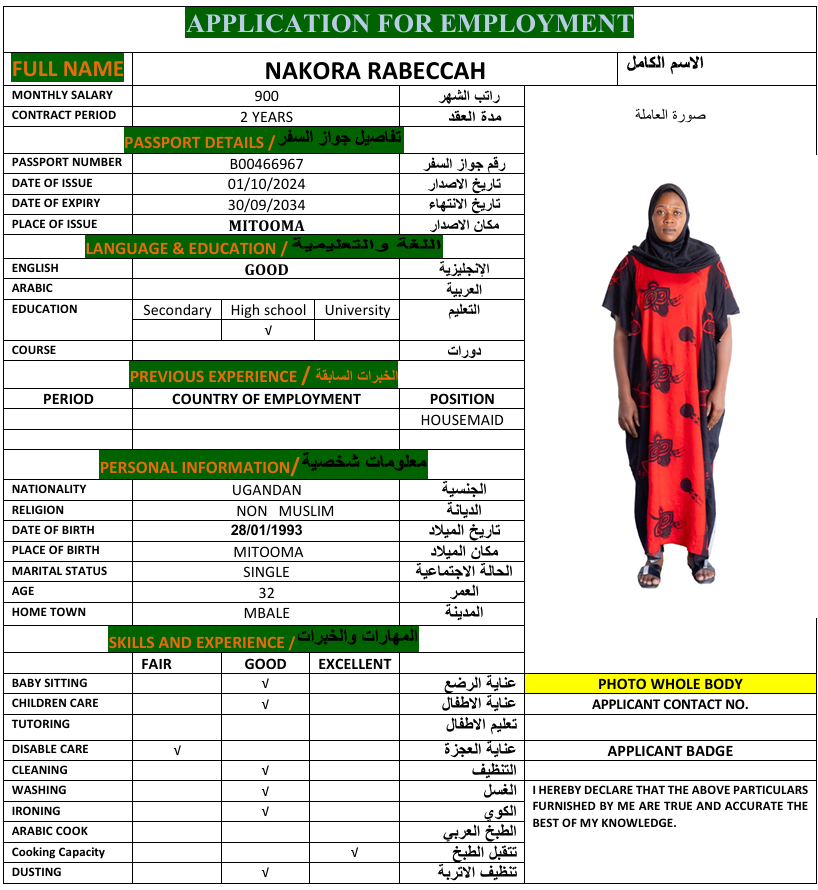 APPLICATION FOR EMPLOYMENT
FULL NAME NAKORA RABECCAH الاسم الكامل
MONTHLY SALARY 900 راتب الشهر
CONTRACT PERIOD 2 YEARS مدة العقد
صورة العاملة
PASSPORT DETAILS / تفاصيل جواز السفر
PASSPORT NUMBER B00466967 رقم جواز السفر
DATE OF ISSUE 01/10/2024 تاريخ الاصدار
DATE OF EXPIRY 30/09/2034 تاريخ الانتهاء
PLACE OF ISSUE MITOOMA مكان الاصدار
LANGUAGE & EDUCATION / اللغة والتعليمية
ENGLISH GOOD الإنجليزية
ARABIC العربية
EDUCATION Secondary High school University التعليم
√
COURSE دورات
PREVIOUS EXPERIENCE / الخبرات السابقة
PERIOD COUNTRY OF EMPLOYMENT POSITION
HOUSEMAID
PERSONAL INFORMATION/ معلومات شخصية
NATIONALITY UGANDAN الجنسية
RELIGION NON MUSLIM الديانة
DATE OF BIRTH 28/01/1993 تاريخ الميلاد
PLACE OF BIRTH MITOOMA مكان الميلاد
MARITAL STATUS SINGLE الحالة الاجتماعية
AGE 32 العمر
HOME TOWN MBALE المدينة
SKILLS AND EXPERIENCE / المهارات والخبرات
FAIR GOOD EXCELLENT
BABY SITTING √ عناية الرضع
CHILDREN CARE √ عناية الاطفال
TUTORING تعليم الاطفال
DISABLE CARE √ عناية العجزة
CLEANING √ التنظيف
WASHING √ الغسل
IRONING √ الكوي
ARABIC COOK الطبخ العربي
Cooking Capacity √ تتقبل الطبخ
DUSTING √ تنظيف الاتربة
PHOTO WHOLE BODY
APPLICANT CONTACT NO.
APPLICANT BADGE
I HEREBY DECLARE THAT THE ABOVE PARTICULARS
FURNISHED BY ME ARE TRUE AND ACCURATE THE
BEST OF MY KNOWLEDGE.